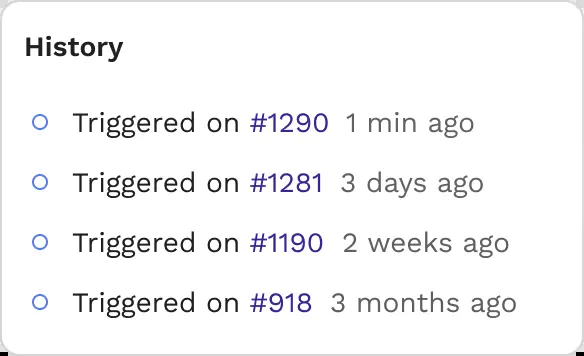 History
Triggered on #1290 1 min ago
Triggered on #1281 3 days ago
Triggered on #1190 2 weeks ago
Triggered on #918 3 months ago